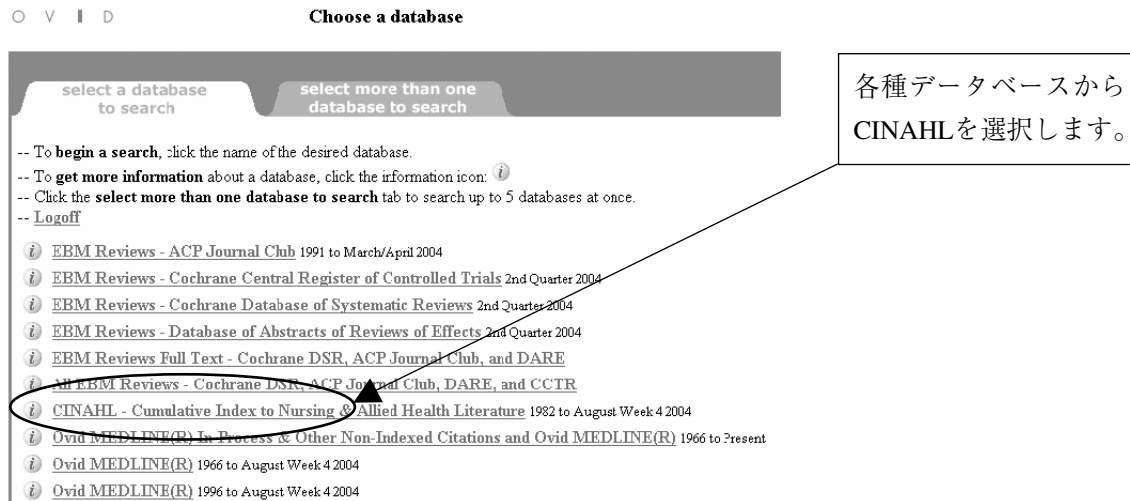 OVID
Choose a database
select a database
to search
select more than one
database to search
各種データベースから
CINAHLを選択します。
-- To begin a search, click the name of the desired database.
-- To get more information about a database, click the information icon: i
-- Click the select more than one database to search tab to search up to 5 databases at once.
-- Logoff
i EBM Reviews - ACP Journal Club 1991 to March/April 2004
i EBM Reviews - Cochrane Central Register of Controlled Trials 2nd Quarter 2004
i EBM Reviews - Cochrane Database of Systematic Reviews 2nd Quarter 2004
i EBM Reviews - Database of Abstracts of Reviews of Effects 2nd Quarter 2004
i EBM Reviews Full Text - Cochrane DSR, ACP Journal Club, and DARE
i All EBM Reviews - Cochrane DSR, ACP Journal Club, DARE, and CCTR
i CINAHL - Cumulative Index to Nursing & Allied Health Literature 1982 to August Week 4 2004
i Ovid MEDLINE(R) In-Process & Other Non-Indexed Citations and Ovid MEDLINE(R) 1966 to Present
i Ovid MEDLINE(R) 1966 to August Week 4 2004
i Ovid MEDLINE(R) 1996 to August Week 4 2004